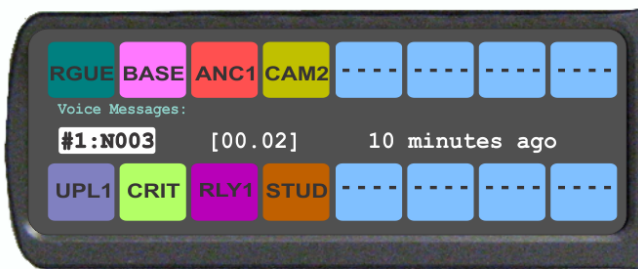 RGUE BASE ANC1 CAM2 ---- ---- ---- ----
Voice Messages:
#1:N003 [00.02] 10 minutes ago
UPL1 CRIT RLY1 STUD ---- ---- ---- ----